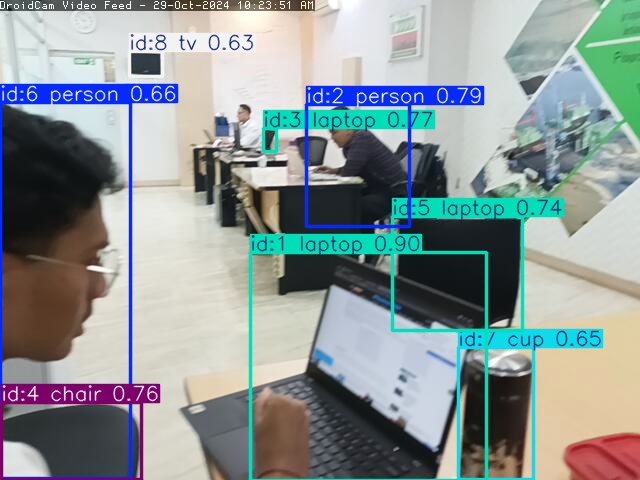 DroidCam Video Feed - 29-Oct-2024 10:23:51 AM
id:8 tv 0.63
id:6 person 0.66
id:2 person 0.79
id:3 laptop 0.77
id:5 laptop 0.74
id:1 laptop 0.90
id:7 cup 0.65
id:4 chair 0.76